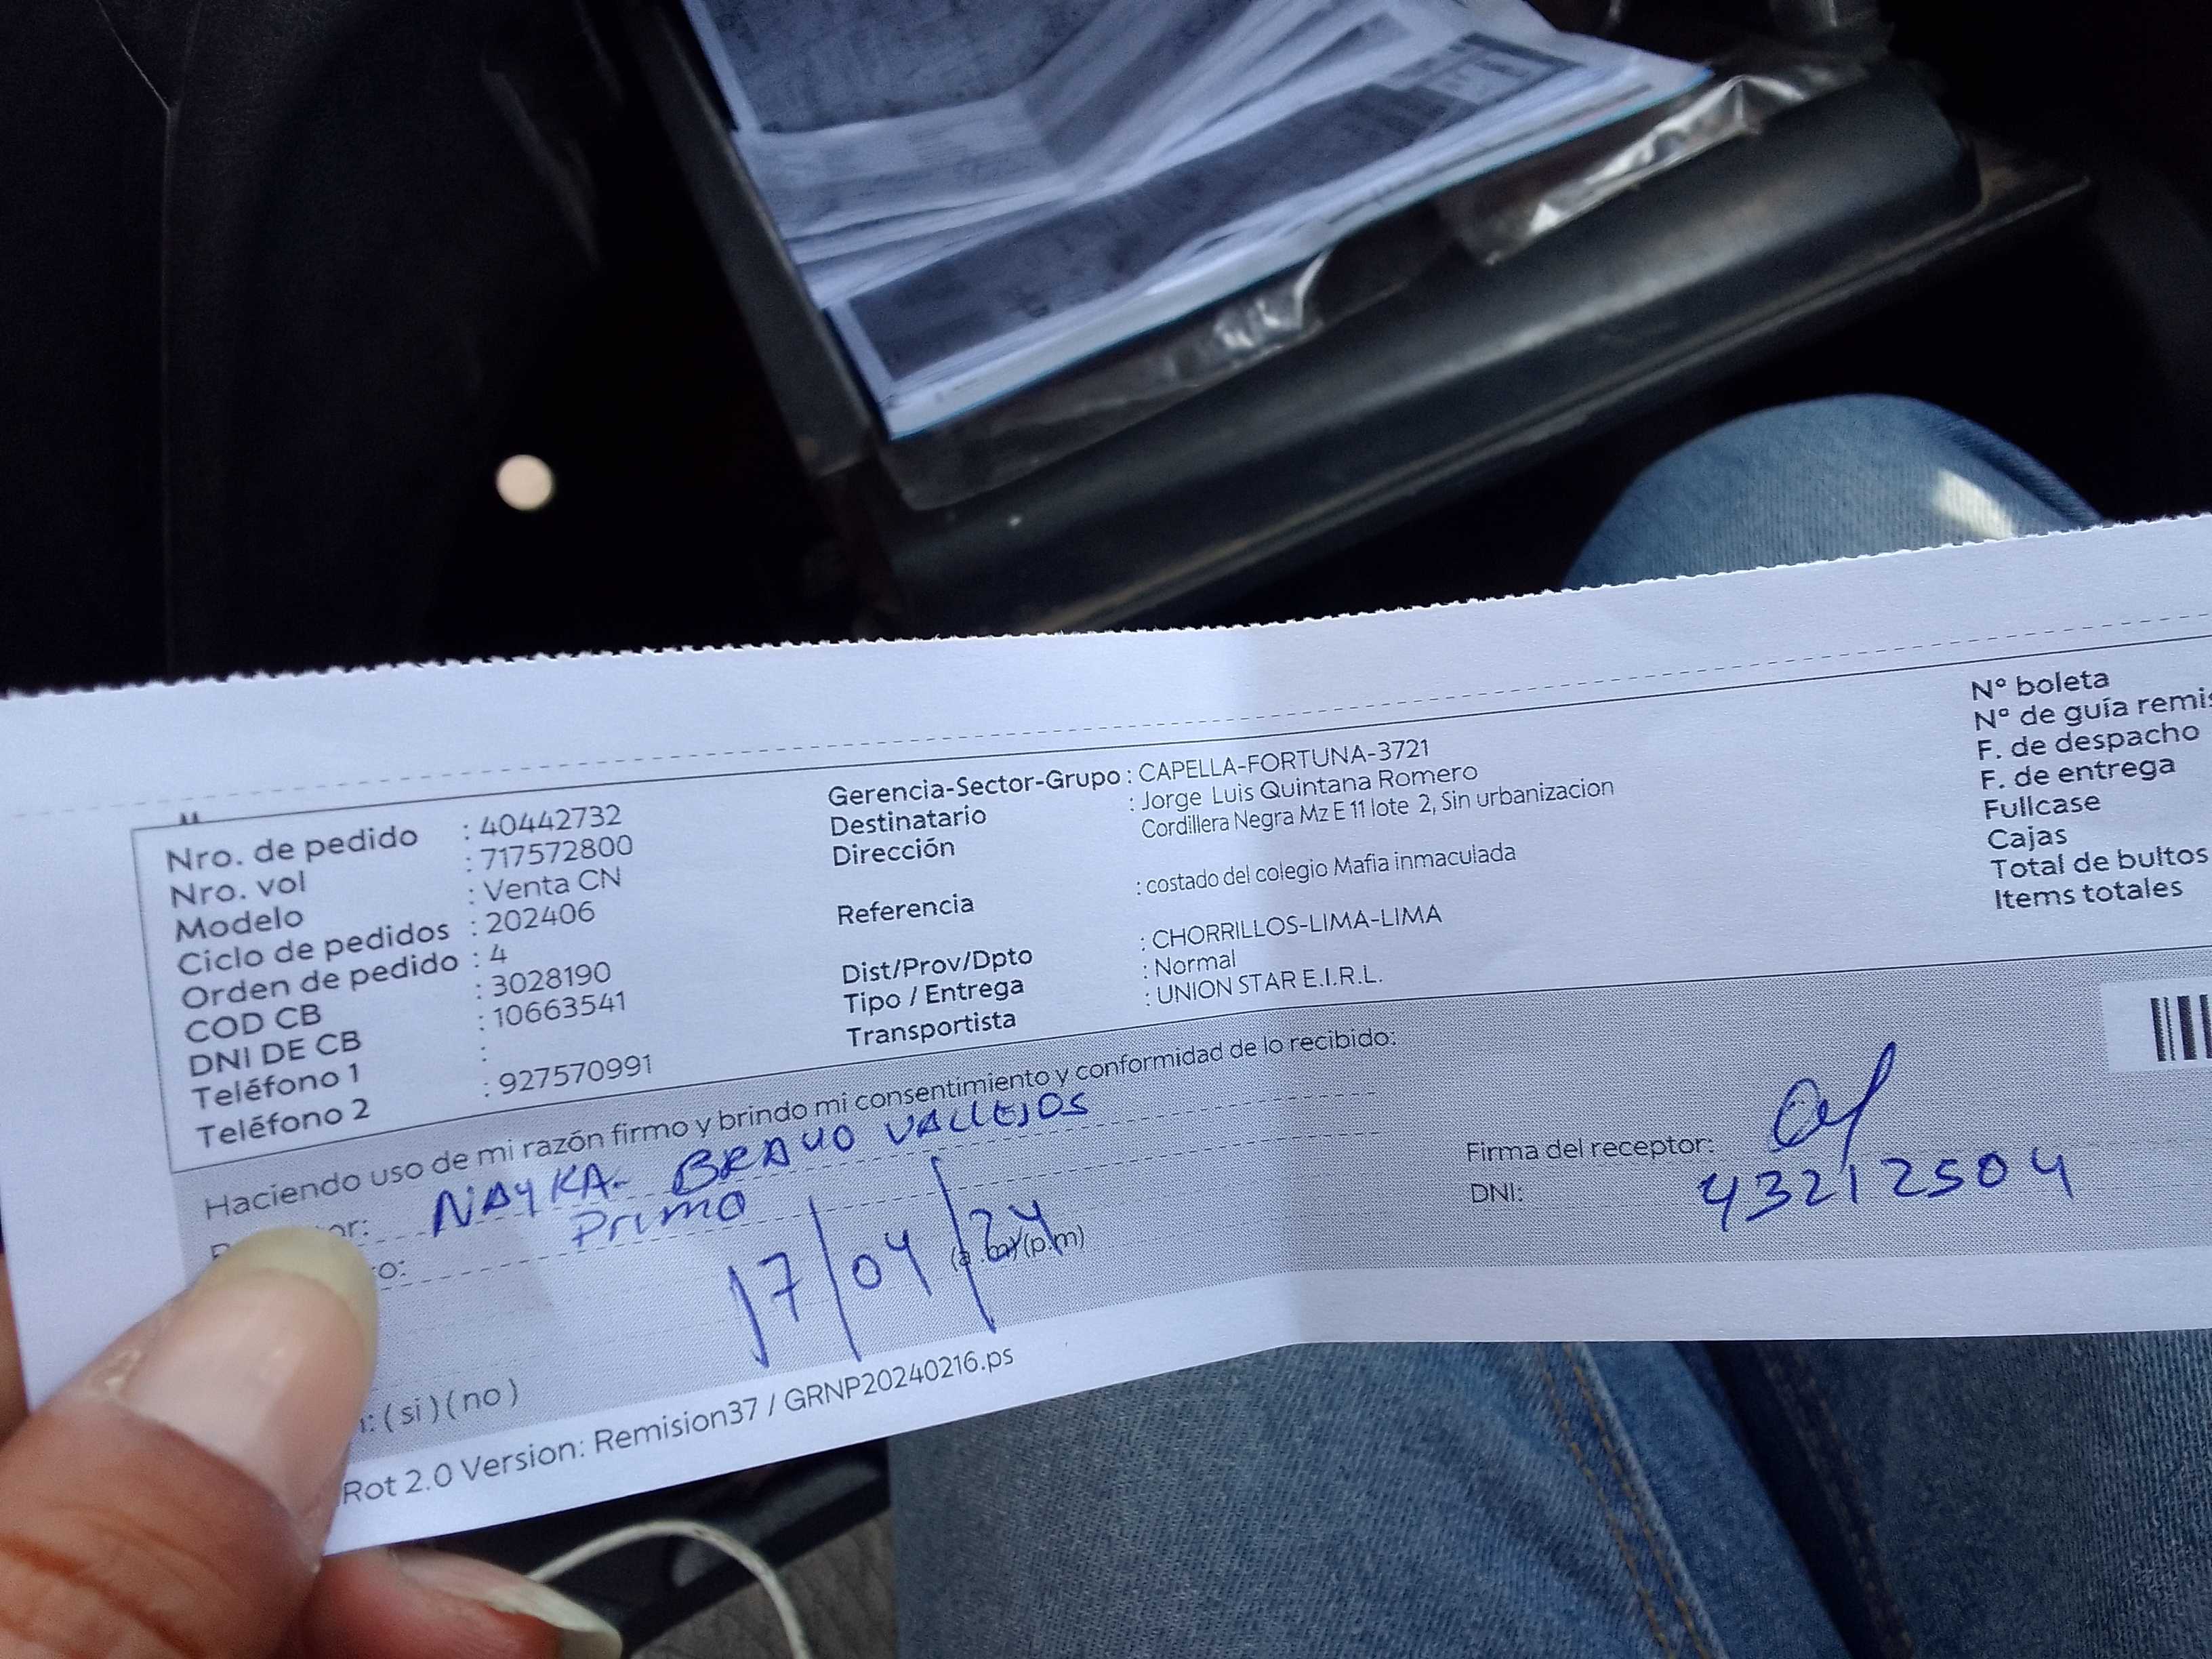 Nro. de pedido : 40442732
Nro. vol : 717572800
Modelo : Venta CN
Ciclo de pedidos : 202406
Orden de pedido : 4
COD CB : 3028190
DNI DE CB : 10663541
Teléfono 1 :
Teléfono 2 : 927570991
Gerencia-Sector-Grupo : CAPELLA-FORTUNA-3721
Destinatario : Jorge Luis Quintana Romero
Dirección Cordillera Negra Mz E 11 lote 2, Sin urbanizacion
Referencia : costado del colegio Mafia inmaculada
Dist/Prov/Dpto : CHORRILLOS-LIMA-LIMA
Tipo / Entrega : Normal
Transportista : UNION STAR E.I.R.L.
N° boleta
N° de guía remis
F. de despacho
F. de entrega
Fullcase
Cajas
Total de bultos
Items totales
Haciendo uso de mi razón firmo y brindo mi consentimiento y conformidad de lo recibido:
or: NAYKA- BRAVO VALLEJOS
o: Primo
17/04/24
(p.m)
: (si) (no)
Firma del receptor:
DNI: 43212504
Rot 2.0 Version: Remision37 / GRNP20240216.ps